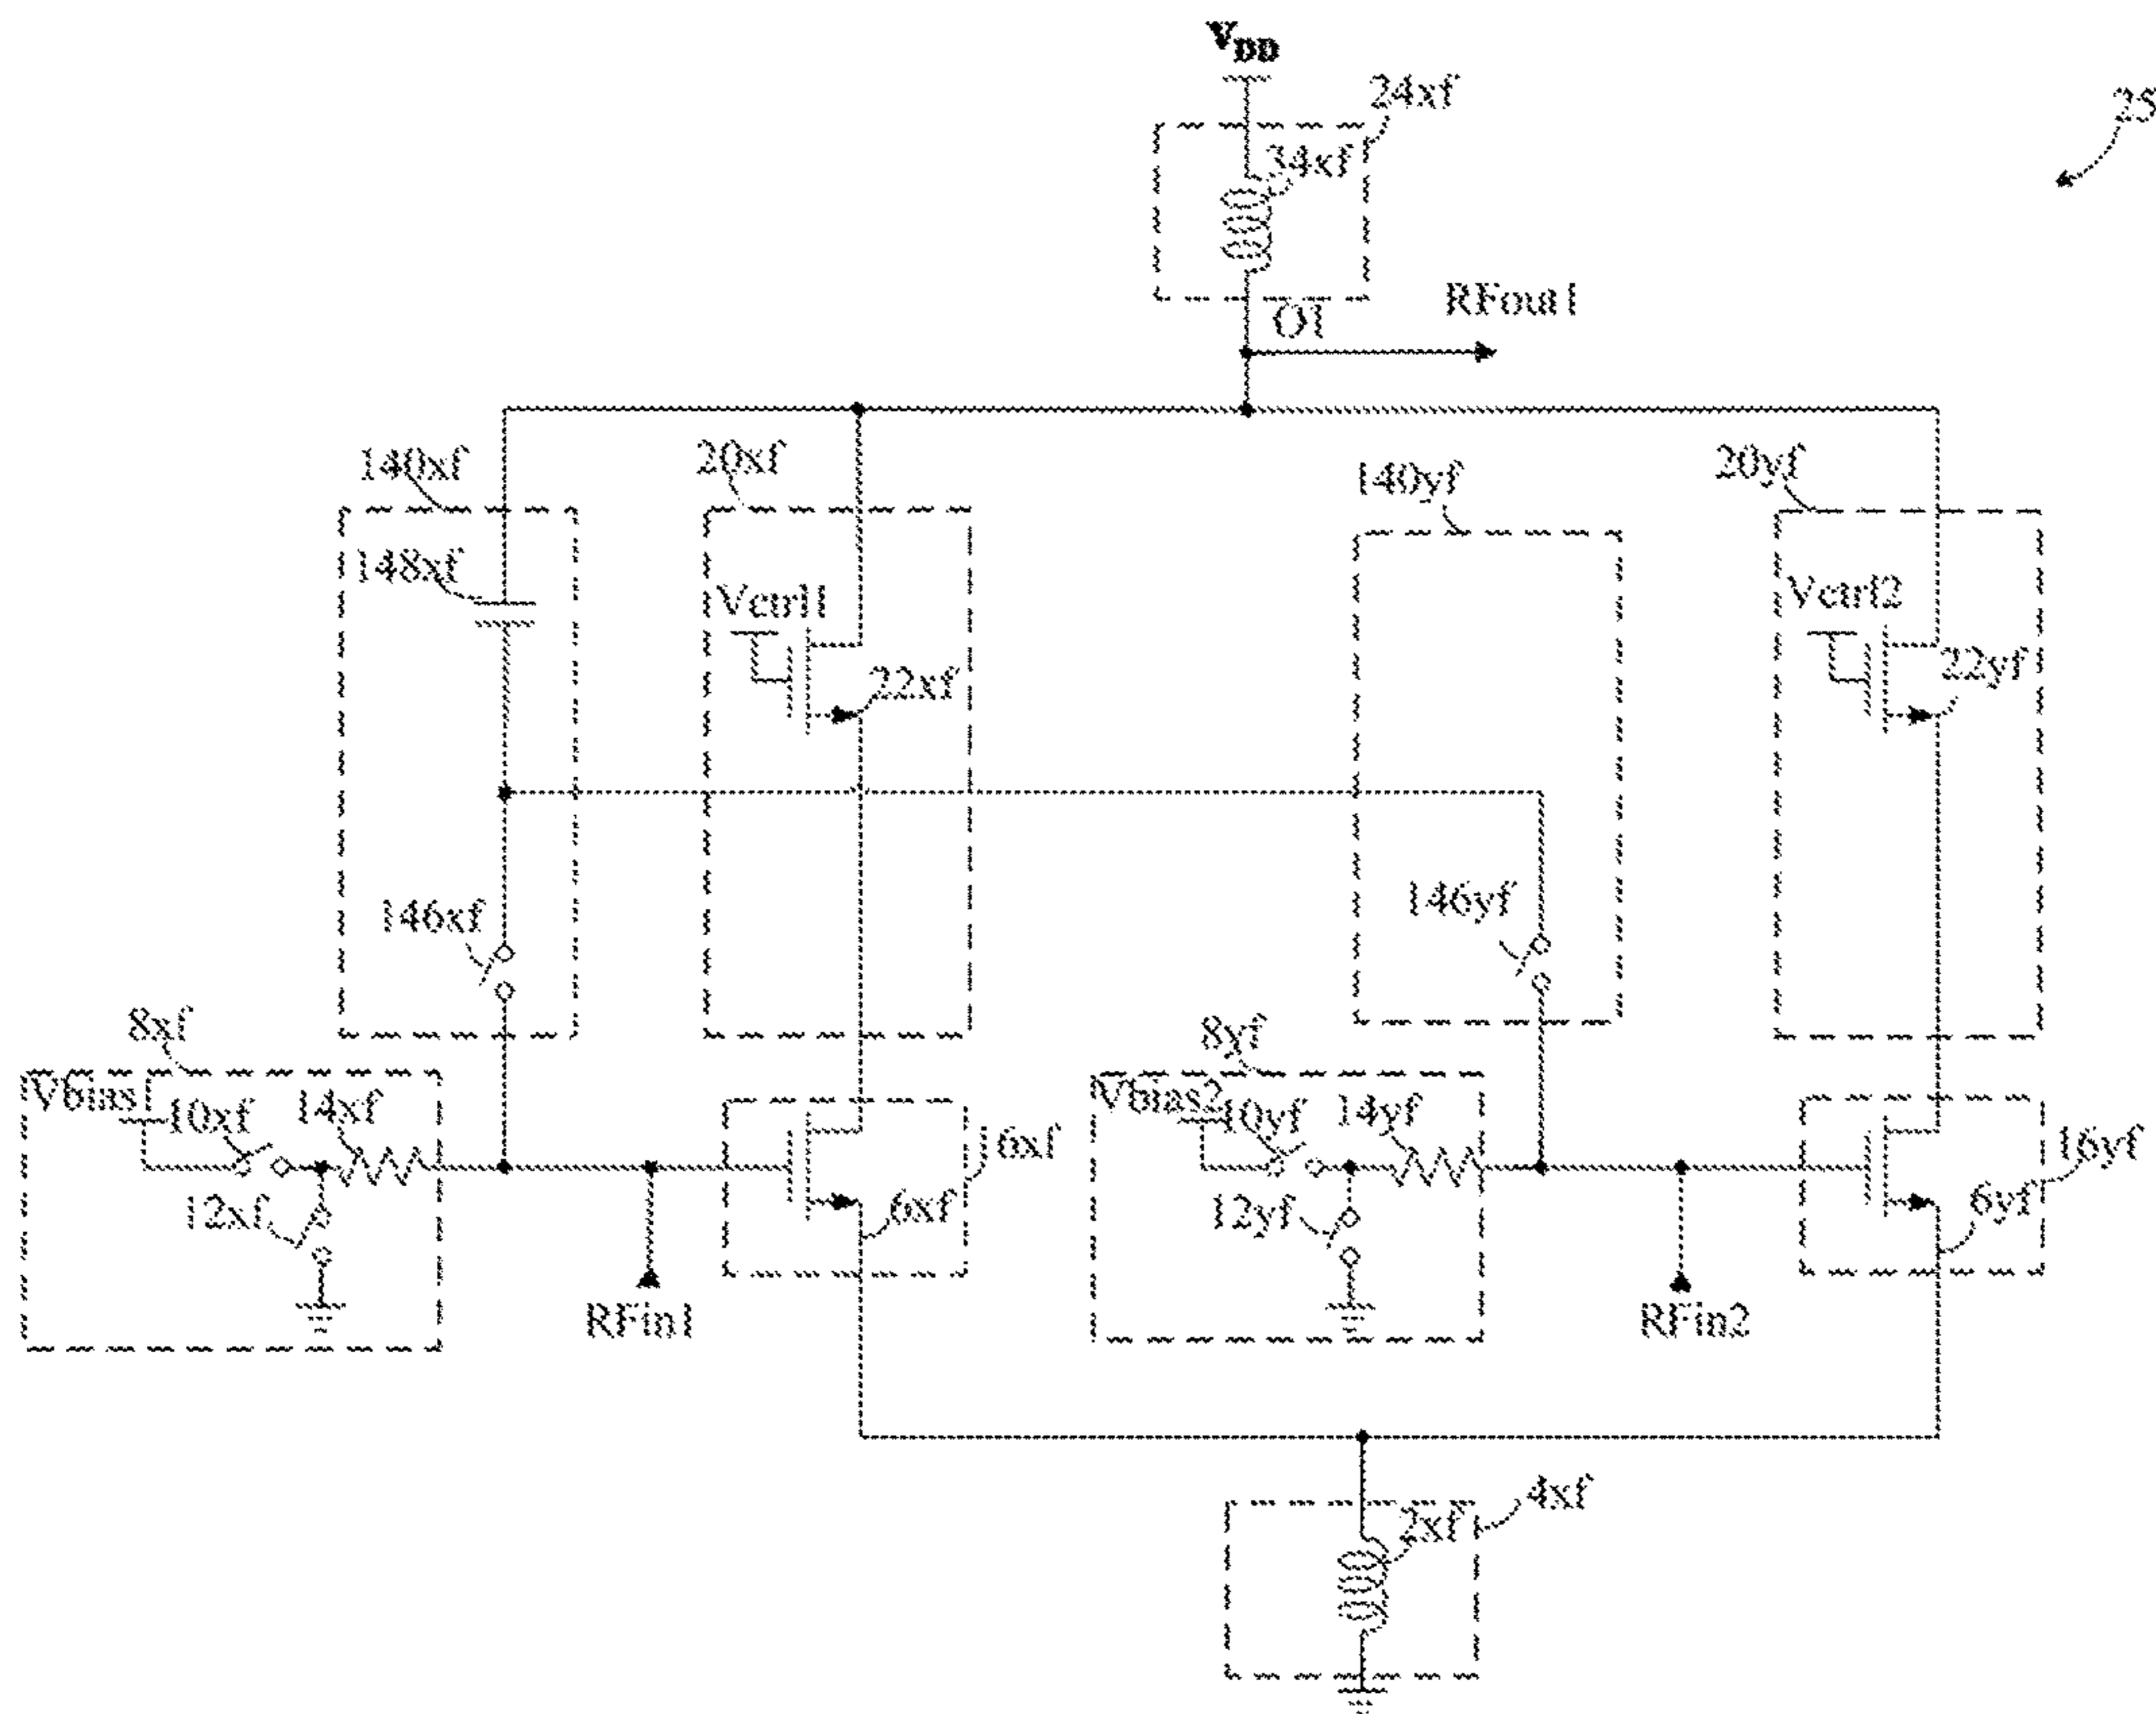 VDD
24xf
25
34xf
RFout1
O1
140xf
20xf
140yf
20yf
148xf
Vctrl1
Vctrl2
22xf
22yf
146xf
146yf
8xf
8yf
Vbias1
10xf
14xf
Vbias2
10yf
14yf
16xf
16yf
12xf
6xf
12yf
6yf
RFin1
RFin2
4xf
2xf